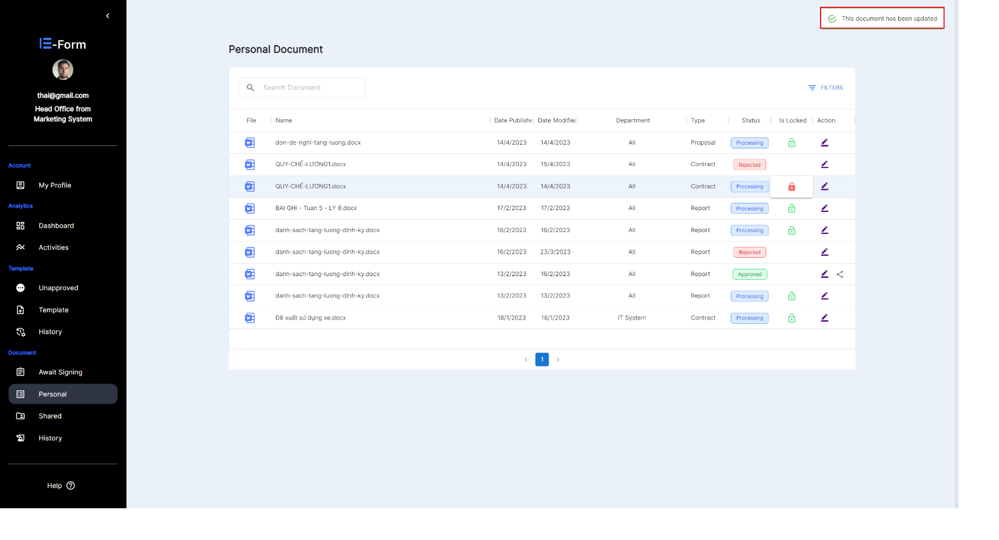 This document has been updated
E-Form
thai@gmail.com
Head Office from
Marketing System
Account
My Profile
Analytics
Dashboard
Activities
Template
Unapproved
Template
History
Document
Await Signing
Personal
Shared
History
Help
Personal Document
Search Document
FILTERS
File Name Date Publishe Date Modified Department Type Status Is Locked Action
don-de-nghi-tang-luong.docx 14/4/2023 14/4/2023 All Proposal Processing
QUY-CHẾ-LƯƠNG1.docx 14/4/2023 15/4/2023 All Contract Rejected
QUY-CHẾ-LƯƠNG1.docx 14/4/2023 14/4/2023 All Contract Processing
BAI GHI - Tuan 5 - LY 8.docx 17/2/2023 17/2/2023 All Report Processing
danh-sach-tang-luong-dinh-ky.docx 16/2/2023 16/2/2023 All Report Processing
danh-sach-tang-luong-dinh-ky.docx 16/2/2023 23/3/2023 All Report Rejected
danh-sach-tang-luong-dinh-ky.docx 13/2/2023 16/2/2023 All Report Approved
danh-sach-tang-luong-dinh-ky.docx 13/2/2023 13/2/2023 All Report Processing
Đề xuất sử dụng xe.docx 18/1/2023 18/1/2023 IT System Contract Processing
1